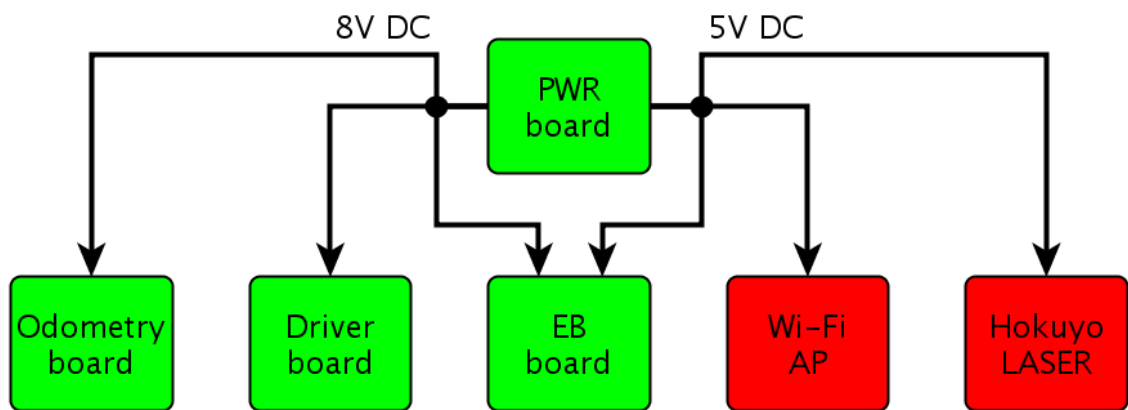 8V DC
5V DC
PWR
board
Odometry
board
Driver
board
EB
board
Wi-Fi
AP
Hokuyo
LASER